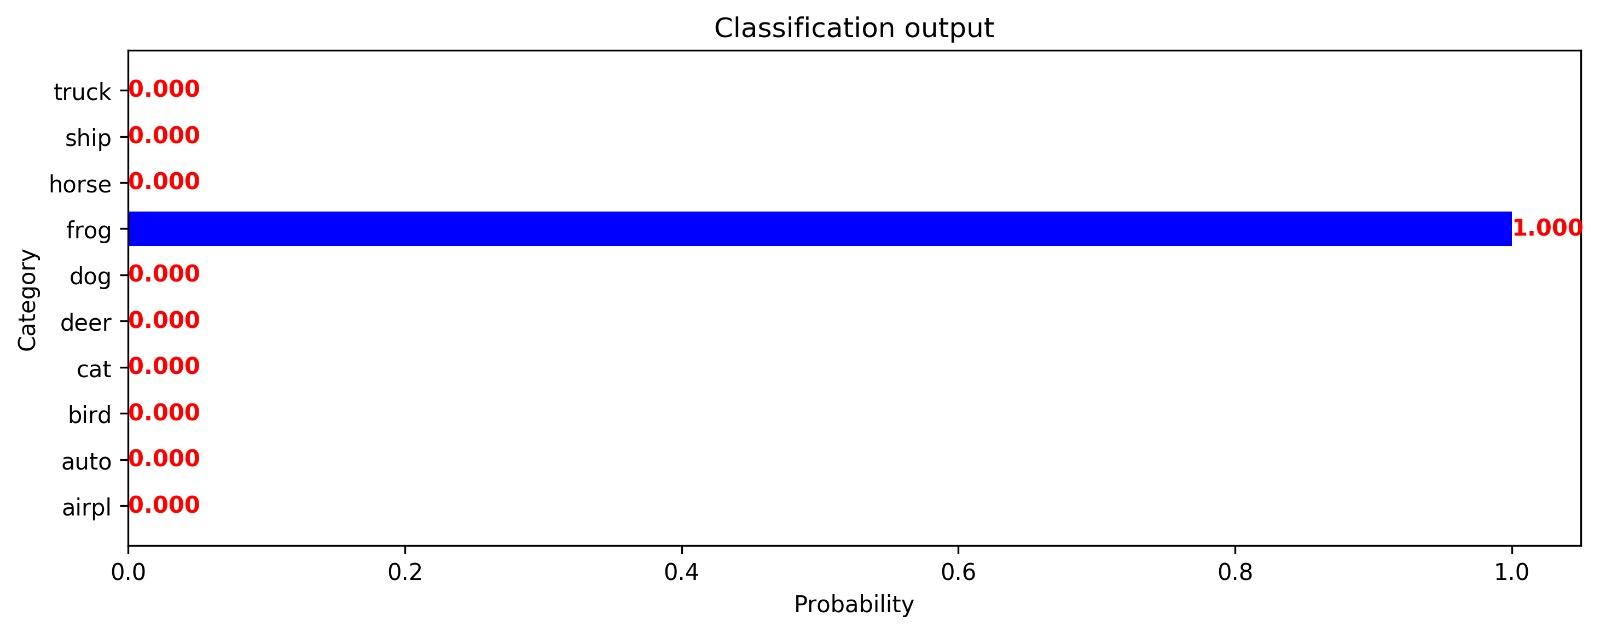 Classification output
truck 0.000
ship 0.000
horse 0.000
frog 1.000
dog 0.000
deer 0.000
cat 0.000
bird 0.000
auto 0.000
airpl 0.000
Category
0.0 0.2 0.4 0.6 0.8 1.0
Probability